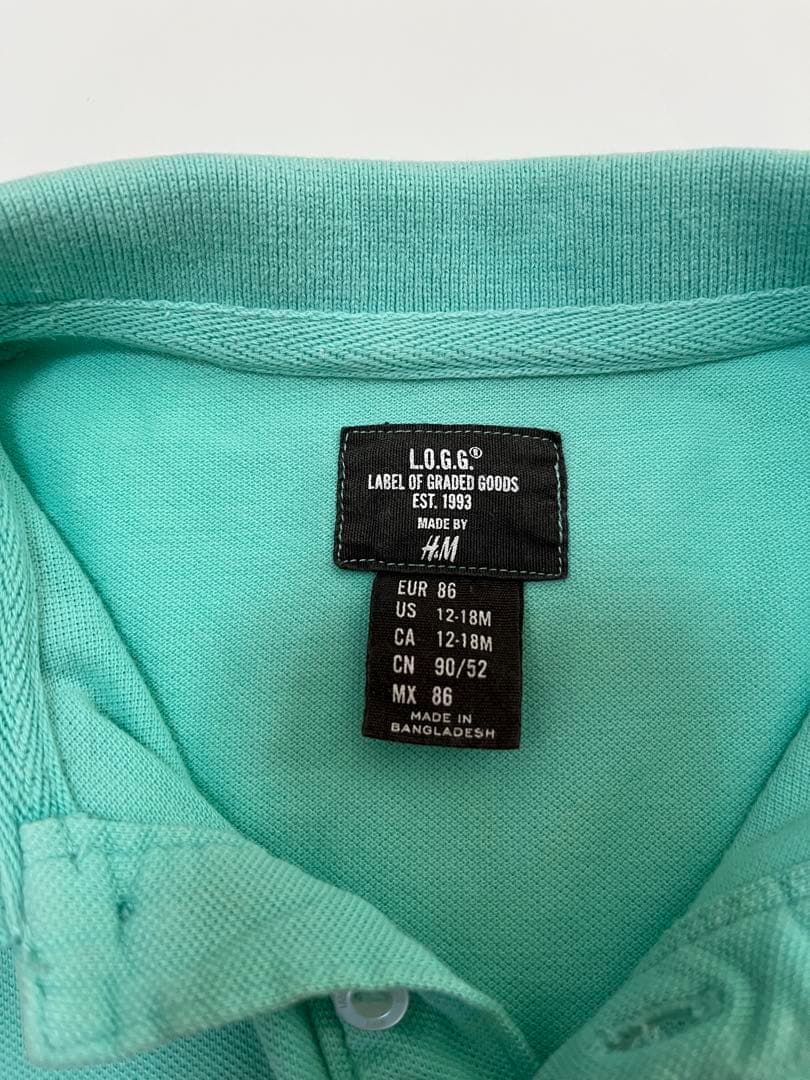 L.O.G.G.®
LABEL OF GRADED GOODS
EST. 1993
MADE BY
H&M
EUR 86
US 12-18M
CA 12-18M
CN 90/52
MX 86
MADE IN
BANGLADESH